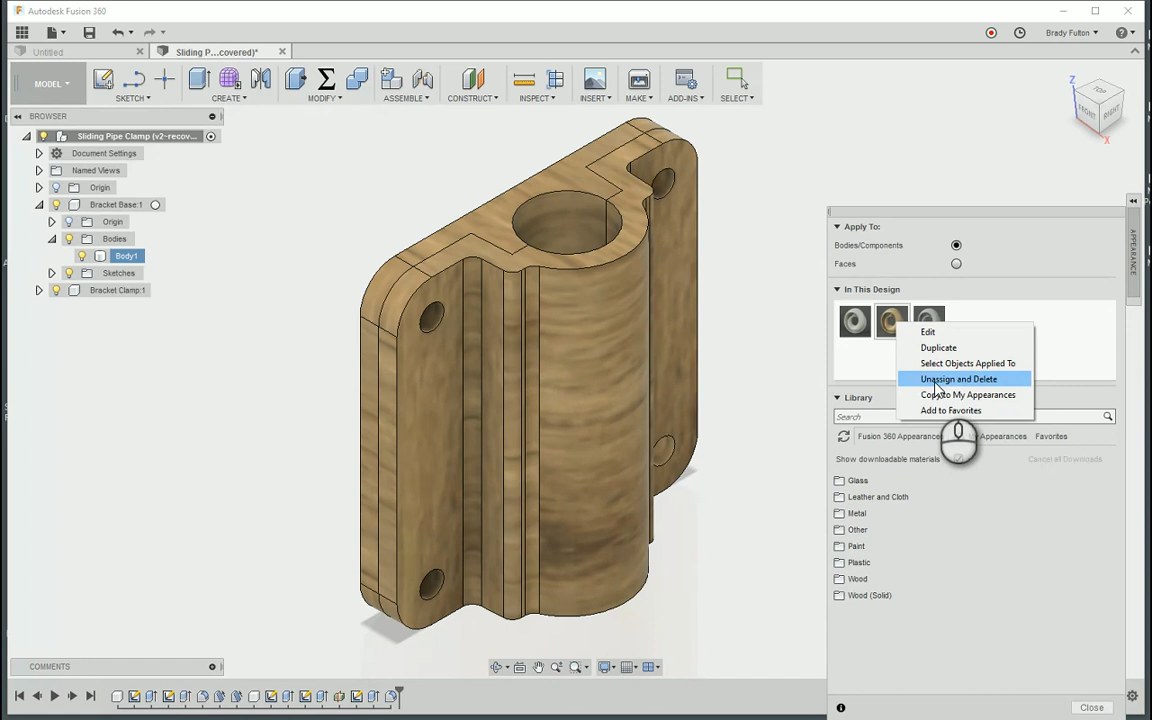 Autodesk Fusion 360
Brady Fulton
Untitled
Sliding P...covered)*
MODEL
SKETCH
CREATE
MODIFY
ASSEMBLE
CONSTRUCT
INSPECT
INSERT
MAKE
ADD-INS
SELECT
BROWSER
Sliding Pipe Clamp (v2~recov...
Document Settings
Named Views
Origin
Bracket Base:1
Origin
Bodies
Body1
Sketches
Bracket Clamp:1
Z
TOP
FRONT
RIGHT
X
APPEARANCE
Apply To:
Bodies/Components
Faces
In This Design
Edit
Duplicate
Select Objects Applied To
Unassign and Delete
Copy to My Appearances
Add to Favorites
Library
Search
Fusion 360 Appearances
Appearances
Favorites
Show downloadable materials
Cancel all Downloads
Glass
Leather and Cloth
Metal
Other
Paint
Plastic
Wood
Wood (Solid)
COMMENTS
Close